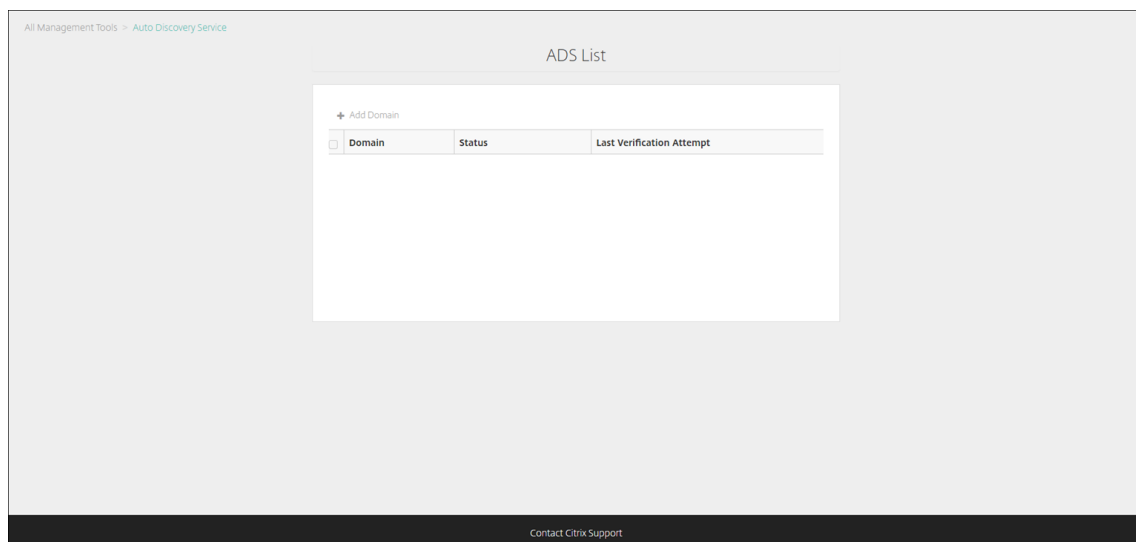 All Management Tools > Auto Discovery Service
ADS List
+ Add Domain
Domain Status Last Verification Attempt
Contact Citrix Support